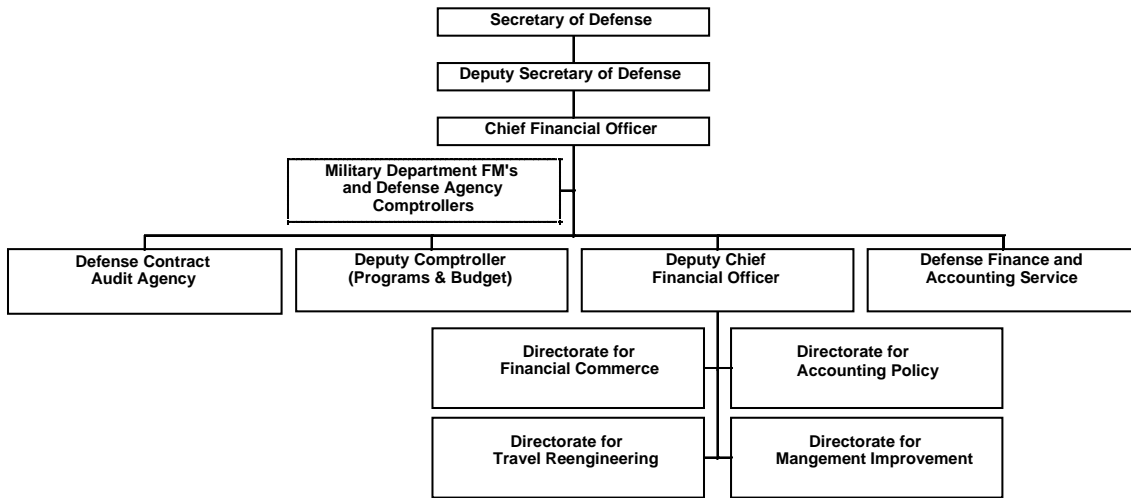 Secretary of Defense
Deputy Secretary of Defense
Chief Financial Officer
Military Department FM's
and Defense Agency
Comptrollers
Defense Contract
Audit Agency
Deputy Comptroller
(Programs & Budget)
Deputy Chief
Financial Officer
Defense Finance and
Accounting Service
Directorate for
Financial Commerce
Directorate for
Accounting Policy
Directorate for
Travel Reengineering
Directorate for
Mangement Improvement